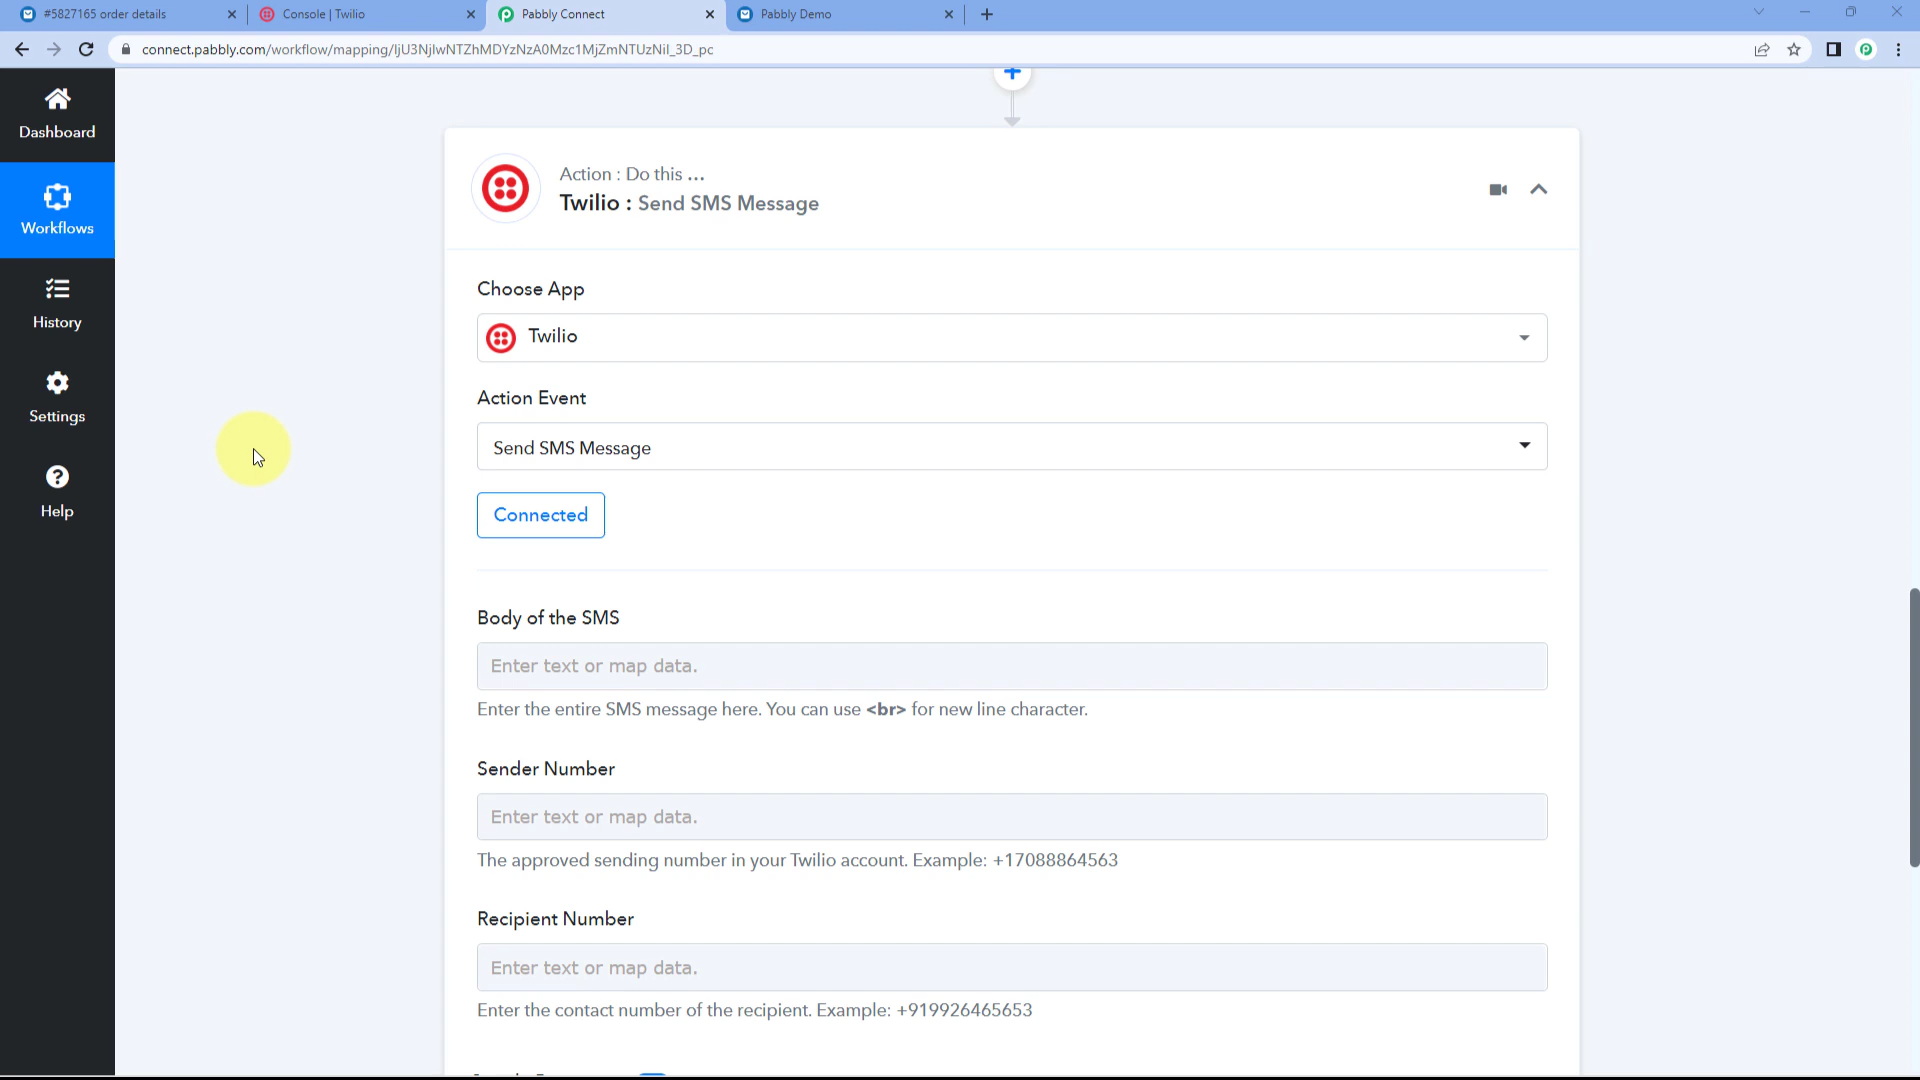 #5827165 order details
Console | Twilio
Pabbly Connect
Pabbly Demo
connect.pabbly.com/workflow/mapping/IjU3NjIwNTZhMDYzNzA0Mzc1MjZmNTUzNiI_3D_pc
Dashboard
Workflows
History
Settings
Help
Action : Do this ...
Twilio : Send SMS Message
Choose App
Twilio
Action Event
Send SMS Message
Connected
Body of the SMS
Enter text or map data.
Enter the entire SMS message here. You can use <br> for new line character.
Sender Number
Enter text or map data.
The approved sending number in your Twilio account. Example: +17088864563
Recipient Number
Enter text or map data.
Enter the contact number of the recipient. Example: +919926465653